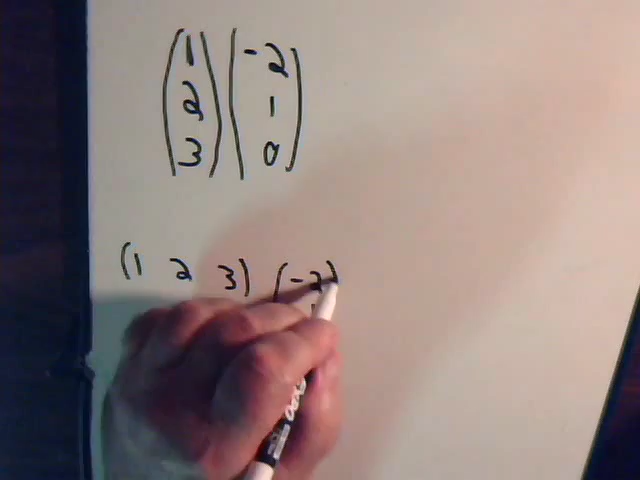 (1) (-2)
(2) (1)
(3) (0)
(1 2 3) (-2)